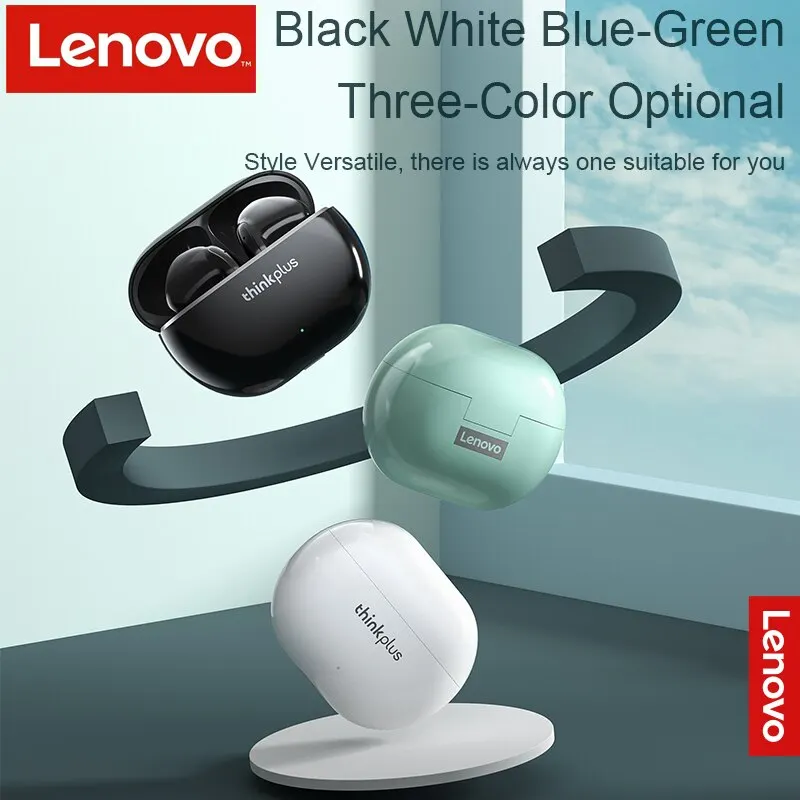 Lenovo™
Black White Blue-Green
Three-Color Optional
Style Versatile, there is always one suitable for you
thinkplus
Lenovo
thinkplus
Lenovo